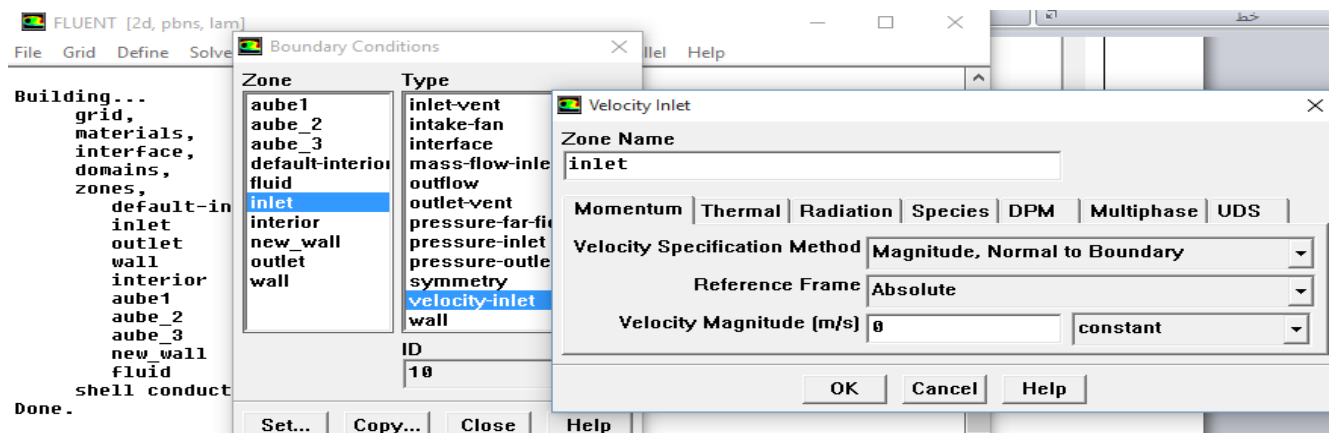 FLUENT [2d, pbns, lam]
خط
File Grid Define Solve
llel Help
Building...
grid,
materials,
interface,
domains,
zones,
default-in
inlet
outlet
wall
interior
aube1
aube_2
aube_3
new_wall
fluid
shell conduct
Done.
Boundary Conditions
Zone
aube1
aube_2
aube_3
default-interior
fluid
inlet
interior
new_wall
outlet
wall
Type
inlet-vent
intake-fan
interface
mass-flow-inle
outflow
outlet-vent
pressure-far-fie
pressure-inlet
pressure-outle
symmetry
velocity-inlet
wall
ID
10
Set... Copy... Close Help
Velocity Inlet
Zone Name
inlet
Momentum Thermal Radiation Species DPM Multiphase UDS
Velocity Specification Method Magnitude, Normal to Boundary
Reference Frame Absolute
Velocity Magnitude (m/s) 0 constant
OK Cancel Help